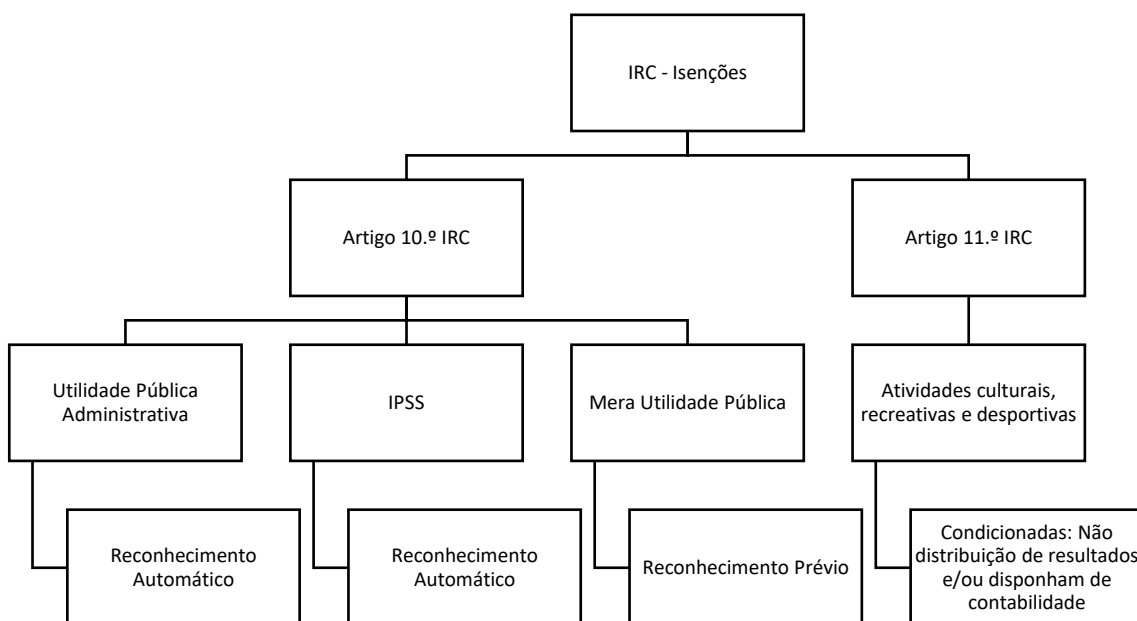 IRC - Isenções
Artigo 10.º IRC
Artigo 11.º IRC
Utilidade Pública
Administrativa
IPSS
Mera Utilidade Pública
Atividades culturais,
recreativas e desportivas
Reconhecimento
Automático
Reconhecimento
Automático
Reconhecimento Prévio
Condicionadas: Não
distribuição de resultados
e/ou disponham de
contabilidade